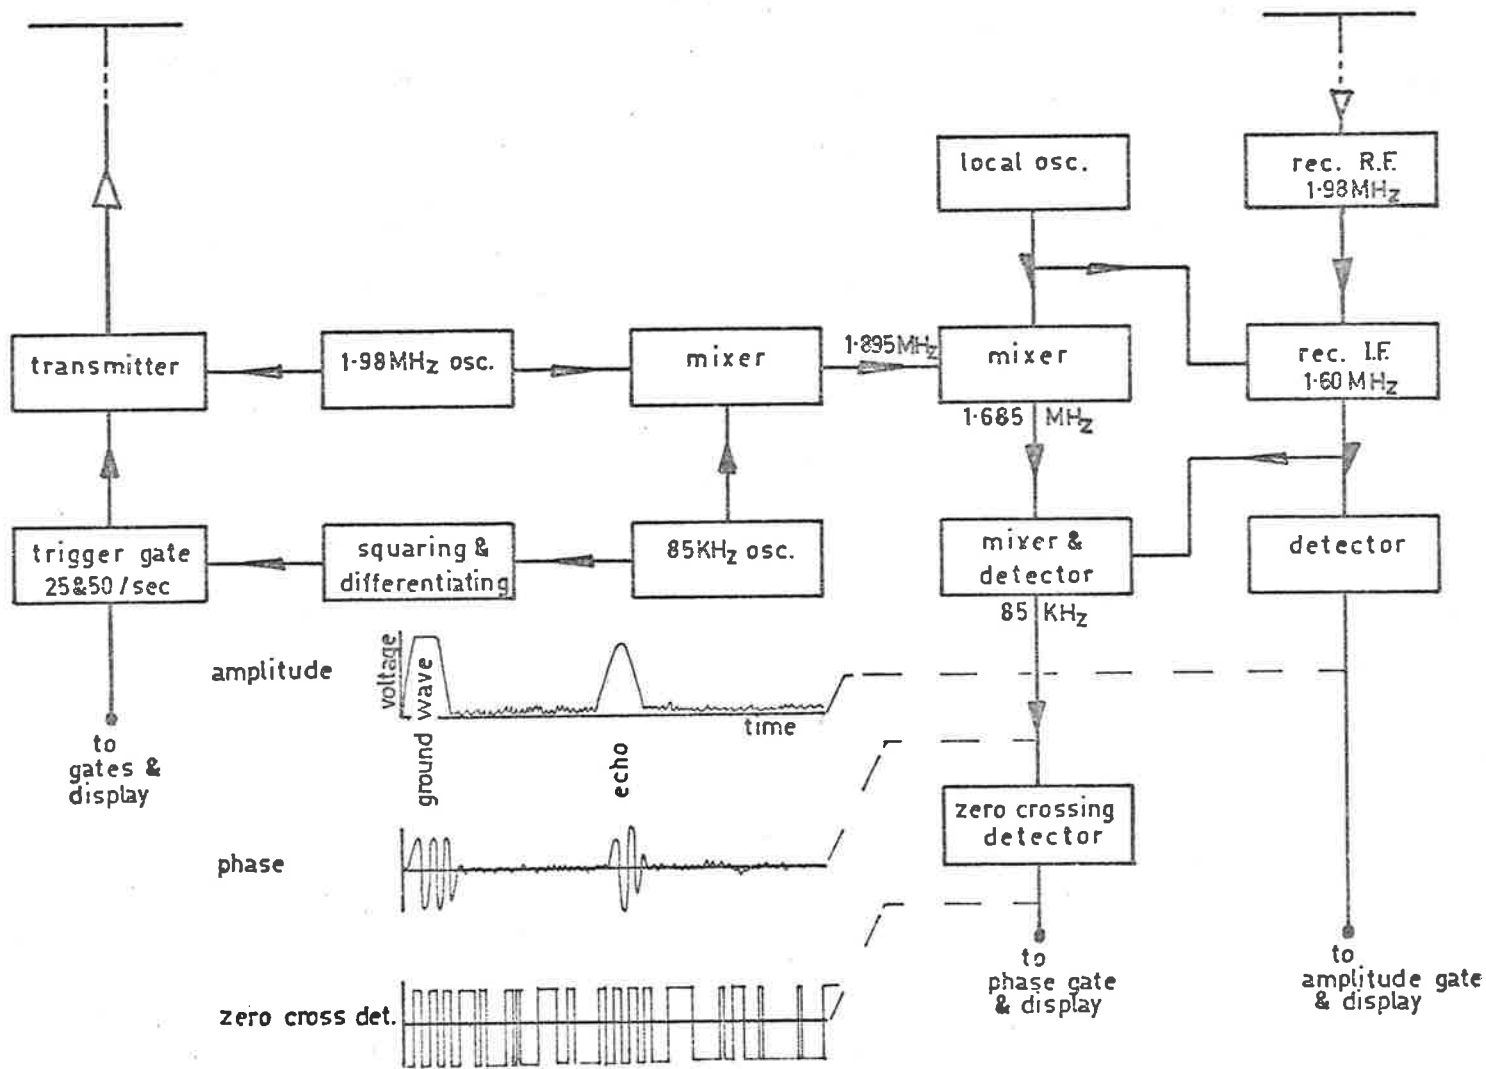 local osc.
rec. R.F.
1·98MHz
transmitter
1·98MHz osc.
mixer
1·895MHz
mixer
rec. I.F.
1·60MHz
1·685 MHz
trigger gate
25&50/sec
squaring &
differentiating
85KHz osc.
mixer &
detector
detector
85 KHz
amplitude
voltage
ground wave
echo
time
to
gates &
display
zero crossing
detector
phase
to
phase gate
& display
to
amplitude gate
& display
zero cross det.